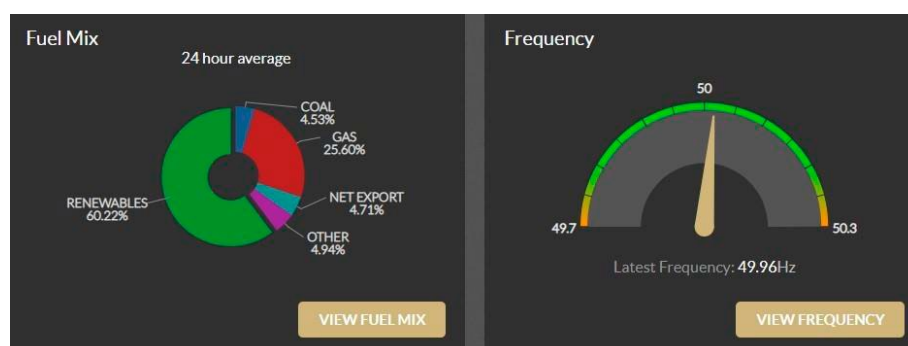 Fuel Mix
24 hour average
COAL
4.53%
GAS
25.60%
NET EXPORT
4.71%
OTHER
4.94%
RENEWABLES
60.22%
VIEW FUEL MIX
Frequency
50
49.7
50.3
Latest Frequency: 49.96Hz
VIEW FREQUENCY